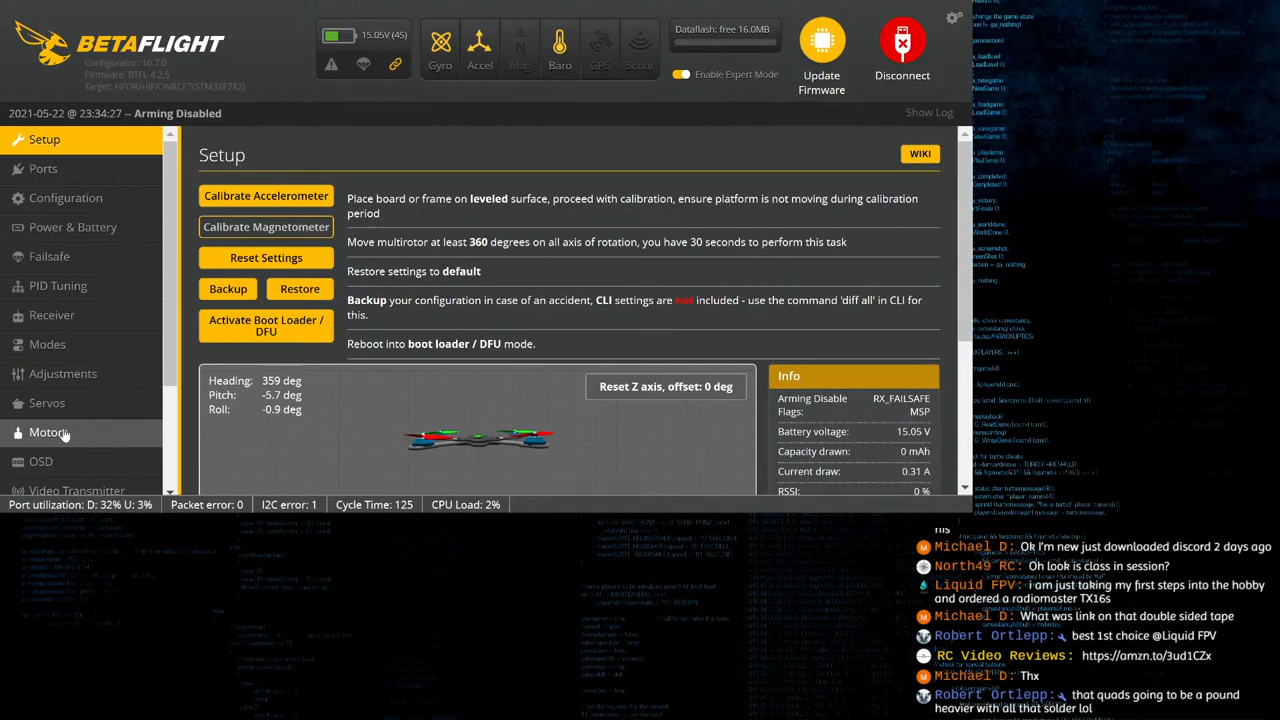 BETAFLIGHT
Configurator: 10.7.0
Firmware: BTFL 4.2.5
Target: HFOR/HIFIONRCF7(STM32F7X2)
15.05V (4S)
Gyro
Accel
Mag
Baro
GPS
Sonar
Dataflash: free 16.0MB
Enable Expert Mode
Update
Firmware
Disconnect
2021-05-22 @ 23:34:27 -- Arming Disabled
Show Log
Setup
Ports
Configuration
Power & Battery
Failsafe
PID Tuning
Receiver
Modes
Adjustments
Servos
Motors
OSD
Video Transmitter
Setup
WIKI
Calibrate Accelerometer
Place board or frame on leveled surface, proceed with calibration, ensure platform is not moving during calibration
period
Calibrate Magnetometer
Move multirotor at least 360 degrees on all axis of rotation, you have 30 seconds to perform this task
Reset Settings
Restore settings to default
Backup
Restore
Backup your configuration in case of an accident, CLI settings are not included - use the command 'diff all' in CLI for
this.
Activate Boot Loader /
DFU
Reboot into boot loader / DFU mode.
Heading: 359 deg
Pitch: -5.7 deg
Roll: -0.9 deg
Reset Z axis, offset: 0 deg
Info
Arming Disable RX_FAILSAFE
Flags: MSP
Battery voltage: 15.05 V
Capacity drawn: 0 mAh
Current draw: 0.31 A
RSSI: 0 %
Port utilization: D: 32% U: 3%
Packet error: 0
I2C error: 1
Cycle Time: 125
CPU Load: 2%
his
Michael D: Ok I'm new just downloaded discord 2 days ago
North49 RC: Oh look is class in session?
Liquid FPV: i am just taking my first steps into the hobby
and ordered a radiomaster TX16s
Michael D: What was link on that double sided tape
Robert Ortlepp: best 1st choice @Liquid FPV
RC Video Reviews: https://amzn.to/3ud1CZx
Michael D: Thx
Robert Ortlepp: that quads going to be a pound
heavier with all that solder lol